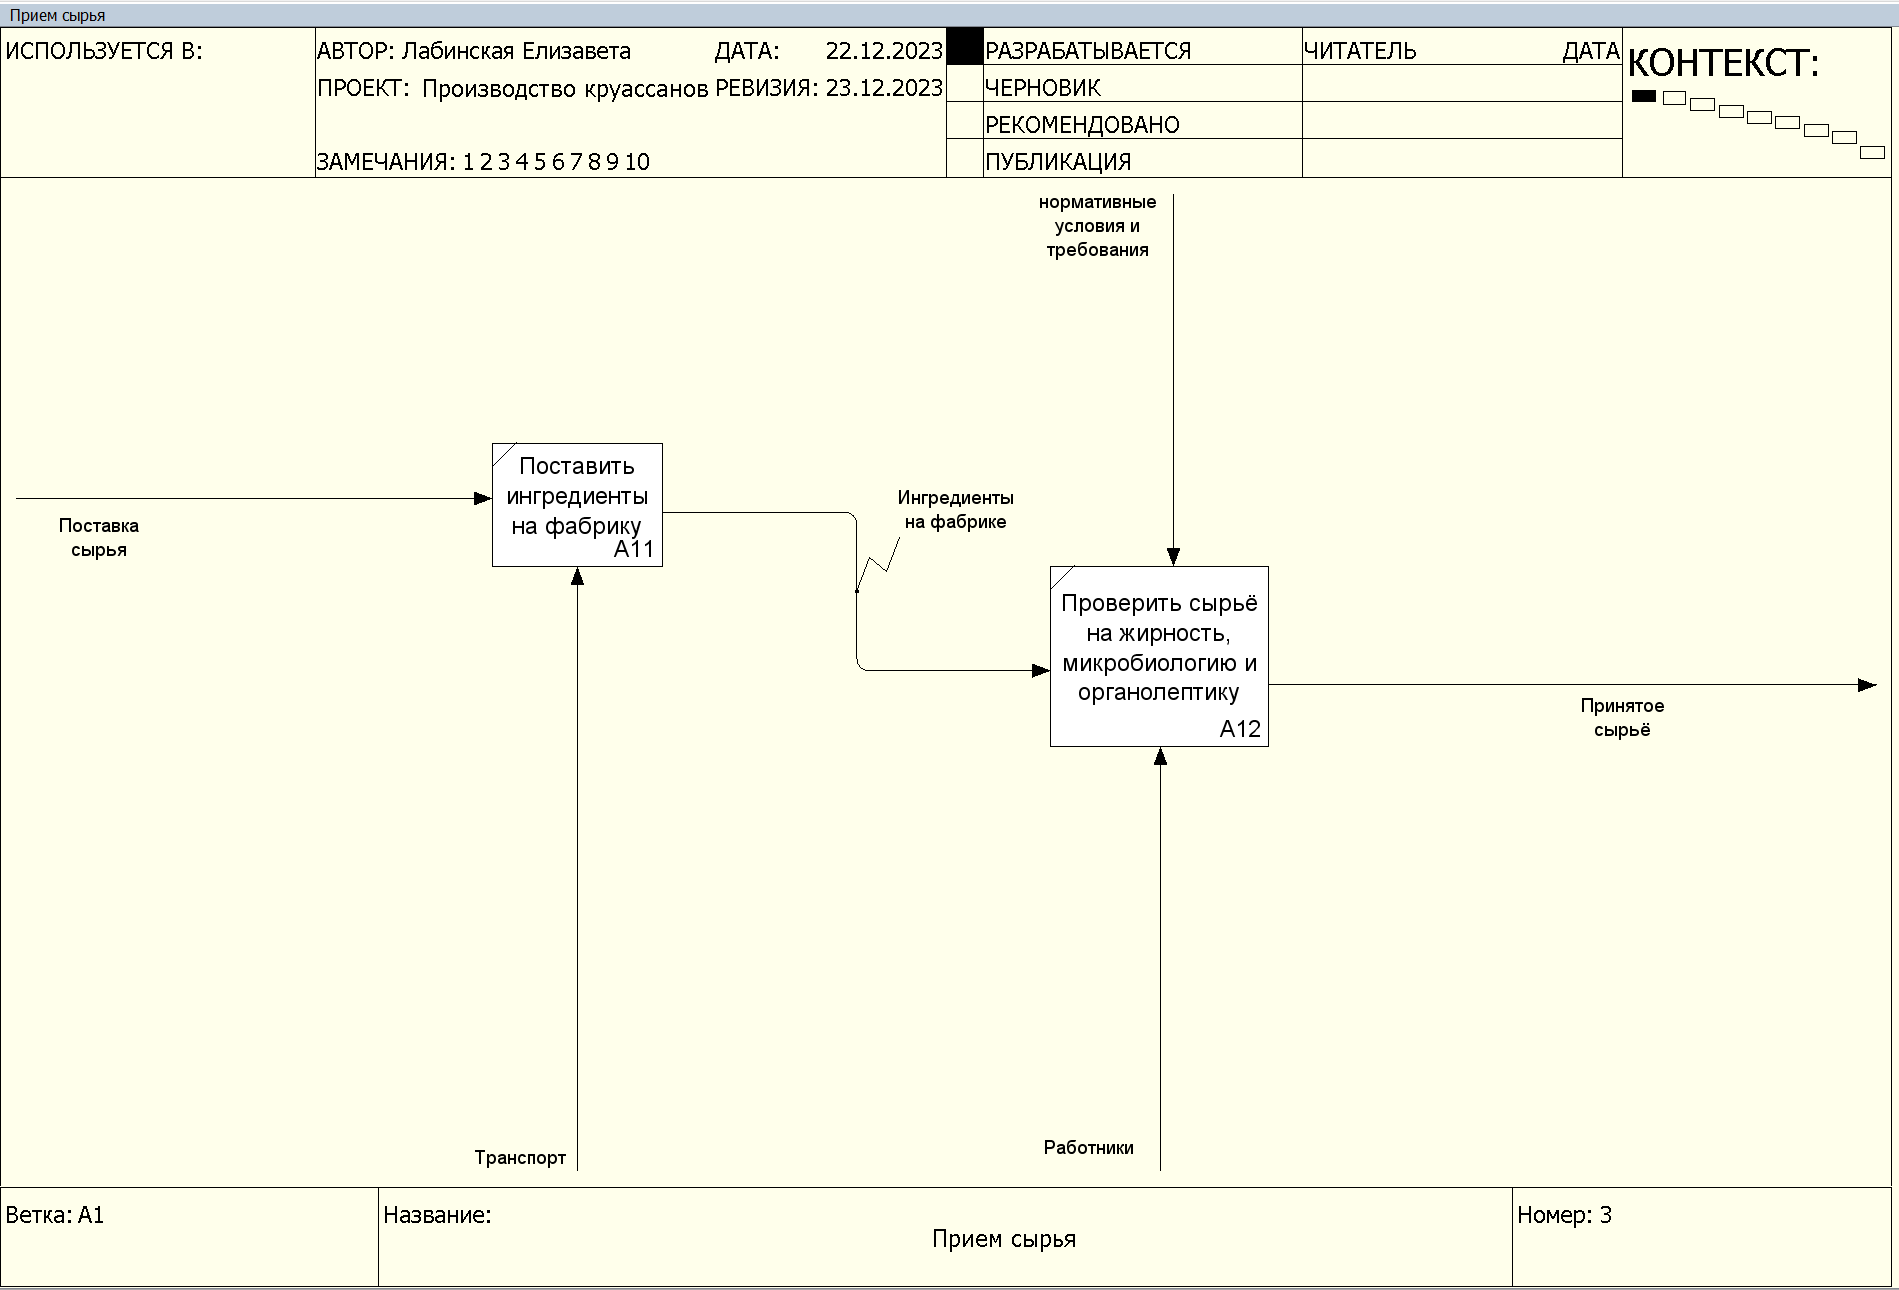 Прием сырья
ИСПОЛЬЗУЕТСЯ В:
АВТОР: Лабинская Елизавета
ДАТА: 22.12.2023
ПРОЕКТ: Производство круассанов
РЕВИЗИЯ: 23.12.2023
ЗАМЕЧАНИЯ: 1 2 3 4 5 6 7 8 9 10
РАЗРАБАТЫВАЕТСЯ
ЧЕРНОВИК
РЕКОМЕНДОВАНО
ПУБЛИКАЦИЯ
ЧИТАТЕЛЬ
ДАТА
КОНТЕКСТ:
нормативные
условия и
требования
Поставить
ингредиенты
на фабрику
A11
Поставка
сырья
Ингредиенты
на фабрике
Проверить сырьё
на жирность,
микробиологию и
органолептику
A12
Принятое
сырьё
Транспорт
Работники
Ветка: A1
Название:
Прием сырья
Номер: 3